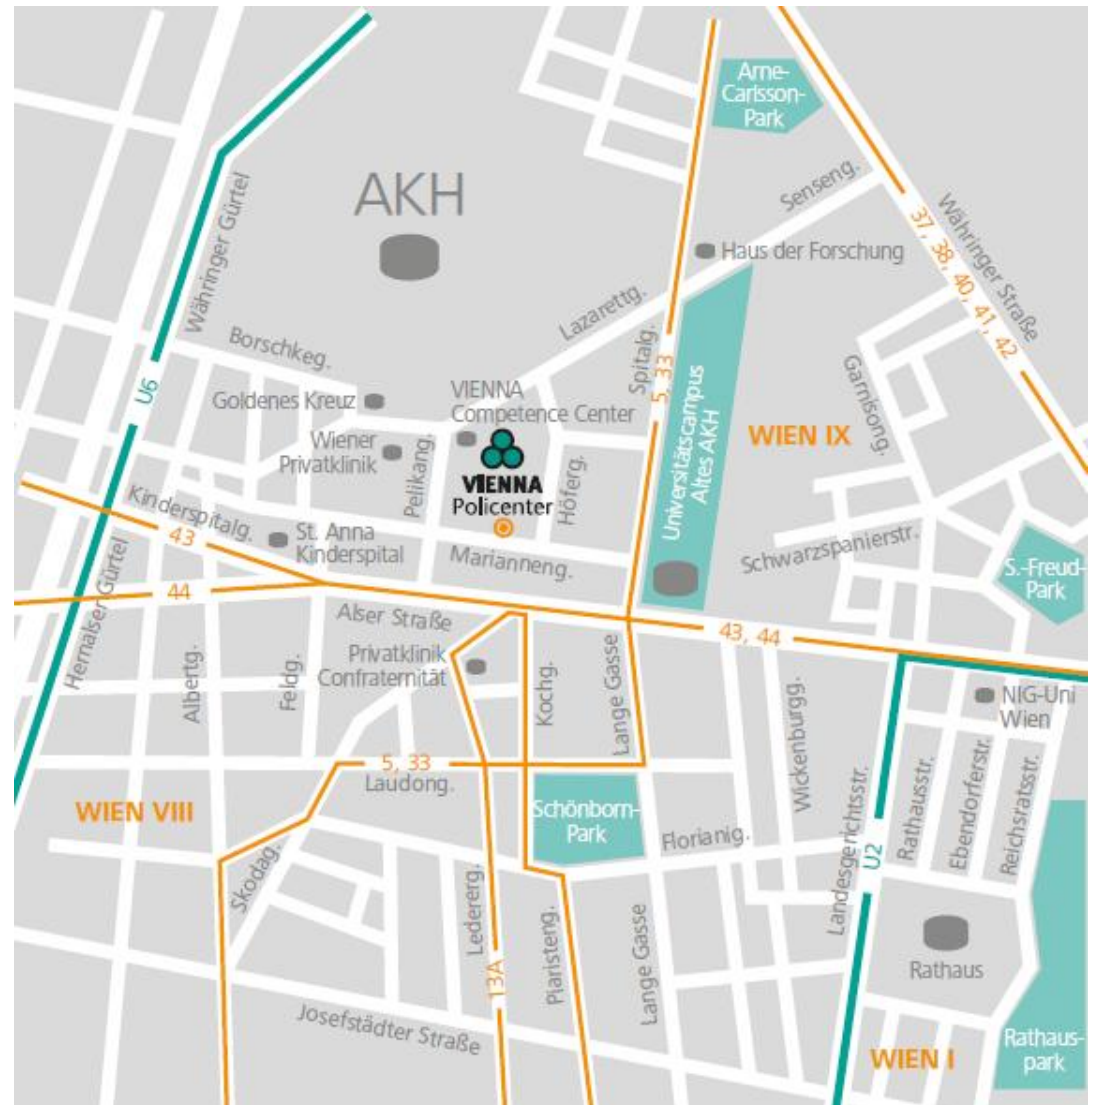 Arne-
Carlsson-
Park
AKH
Senseng.
Währinger Straße
37, 38, 40, 41, 42
Währinger Gürtel
Haus der Forschung
Lazarettg.
Borschkeg.
Spitalg.
5, 33
U6
Goldenes Kreuz
VIENNA
Competence Center
Garnisong.
Universitätscampus
Altes AKH
WIEN IX
Wiener
Privatklinik
Pelikang.
VIENNA
Policenter
Höferg.
Kinderspitalg.
43
St. Anna
Kinderspital
Marianneng.
Schwarzspanierstr.
S.-Freud-
Park
Hernalser Gürtel
44
Alser Straße
43, 44
Privatklinik
Confraternität
Albertg.
Feldg.
Kochg.
Lange Gasse
Wickenburgg.
NIG-Uni
Wien
5, 33
Laudong.
WIEN VIII
Schönborn-
Park
Florianig.
Landesgerichtsstr.
U2
Rathausstr.
Ebendorferstr.
Reichsratsstr.
Skodag.
Ledererg.
13A
Piaristeng.
Lange Gasse
Rathaus
Josefstädter Straße
WIEN I
Rathaus-
park